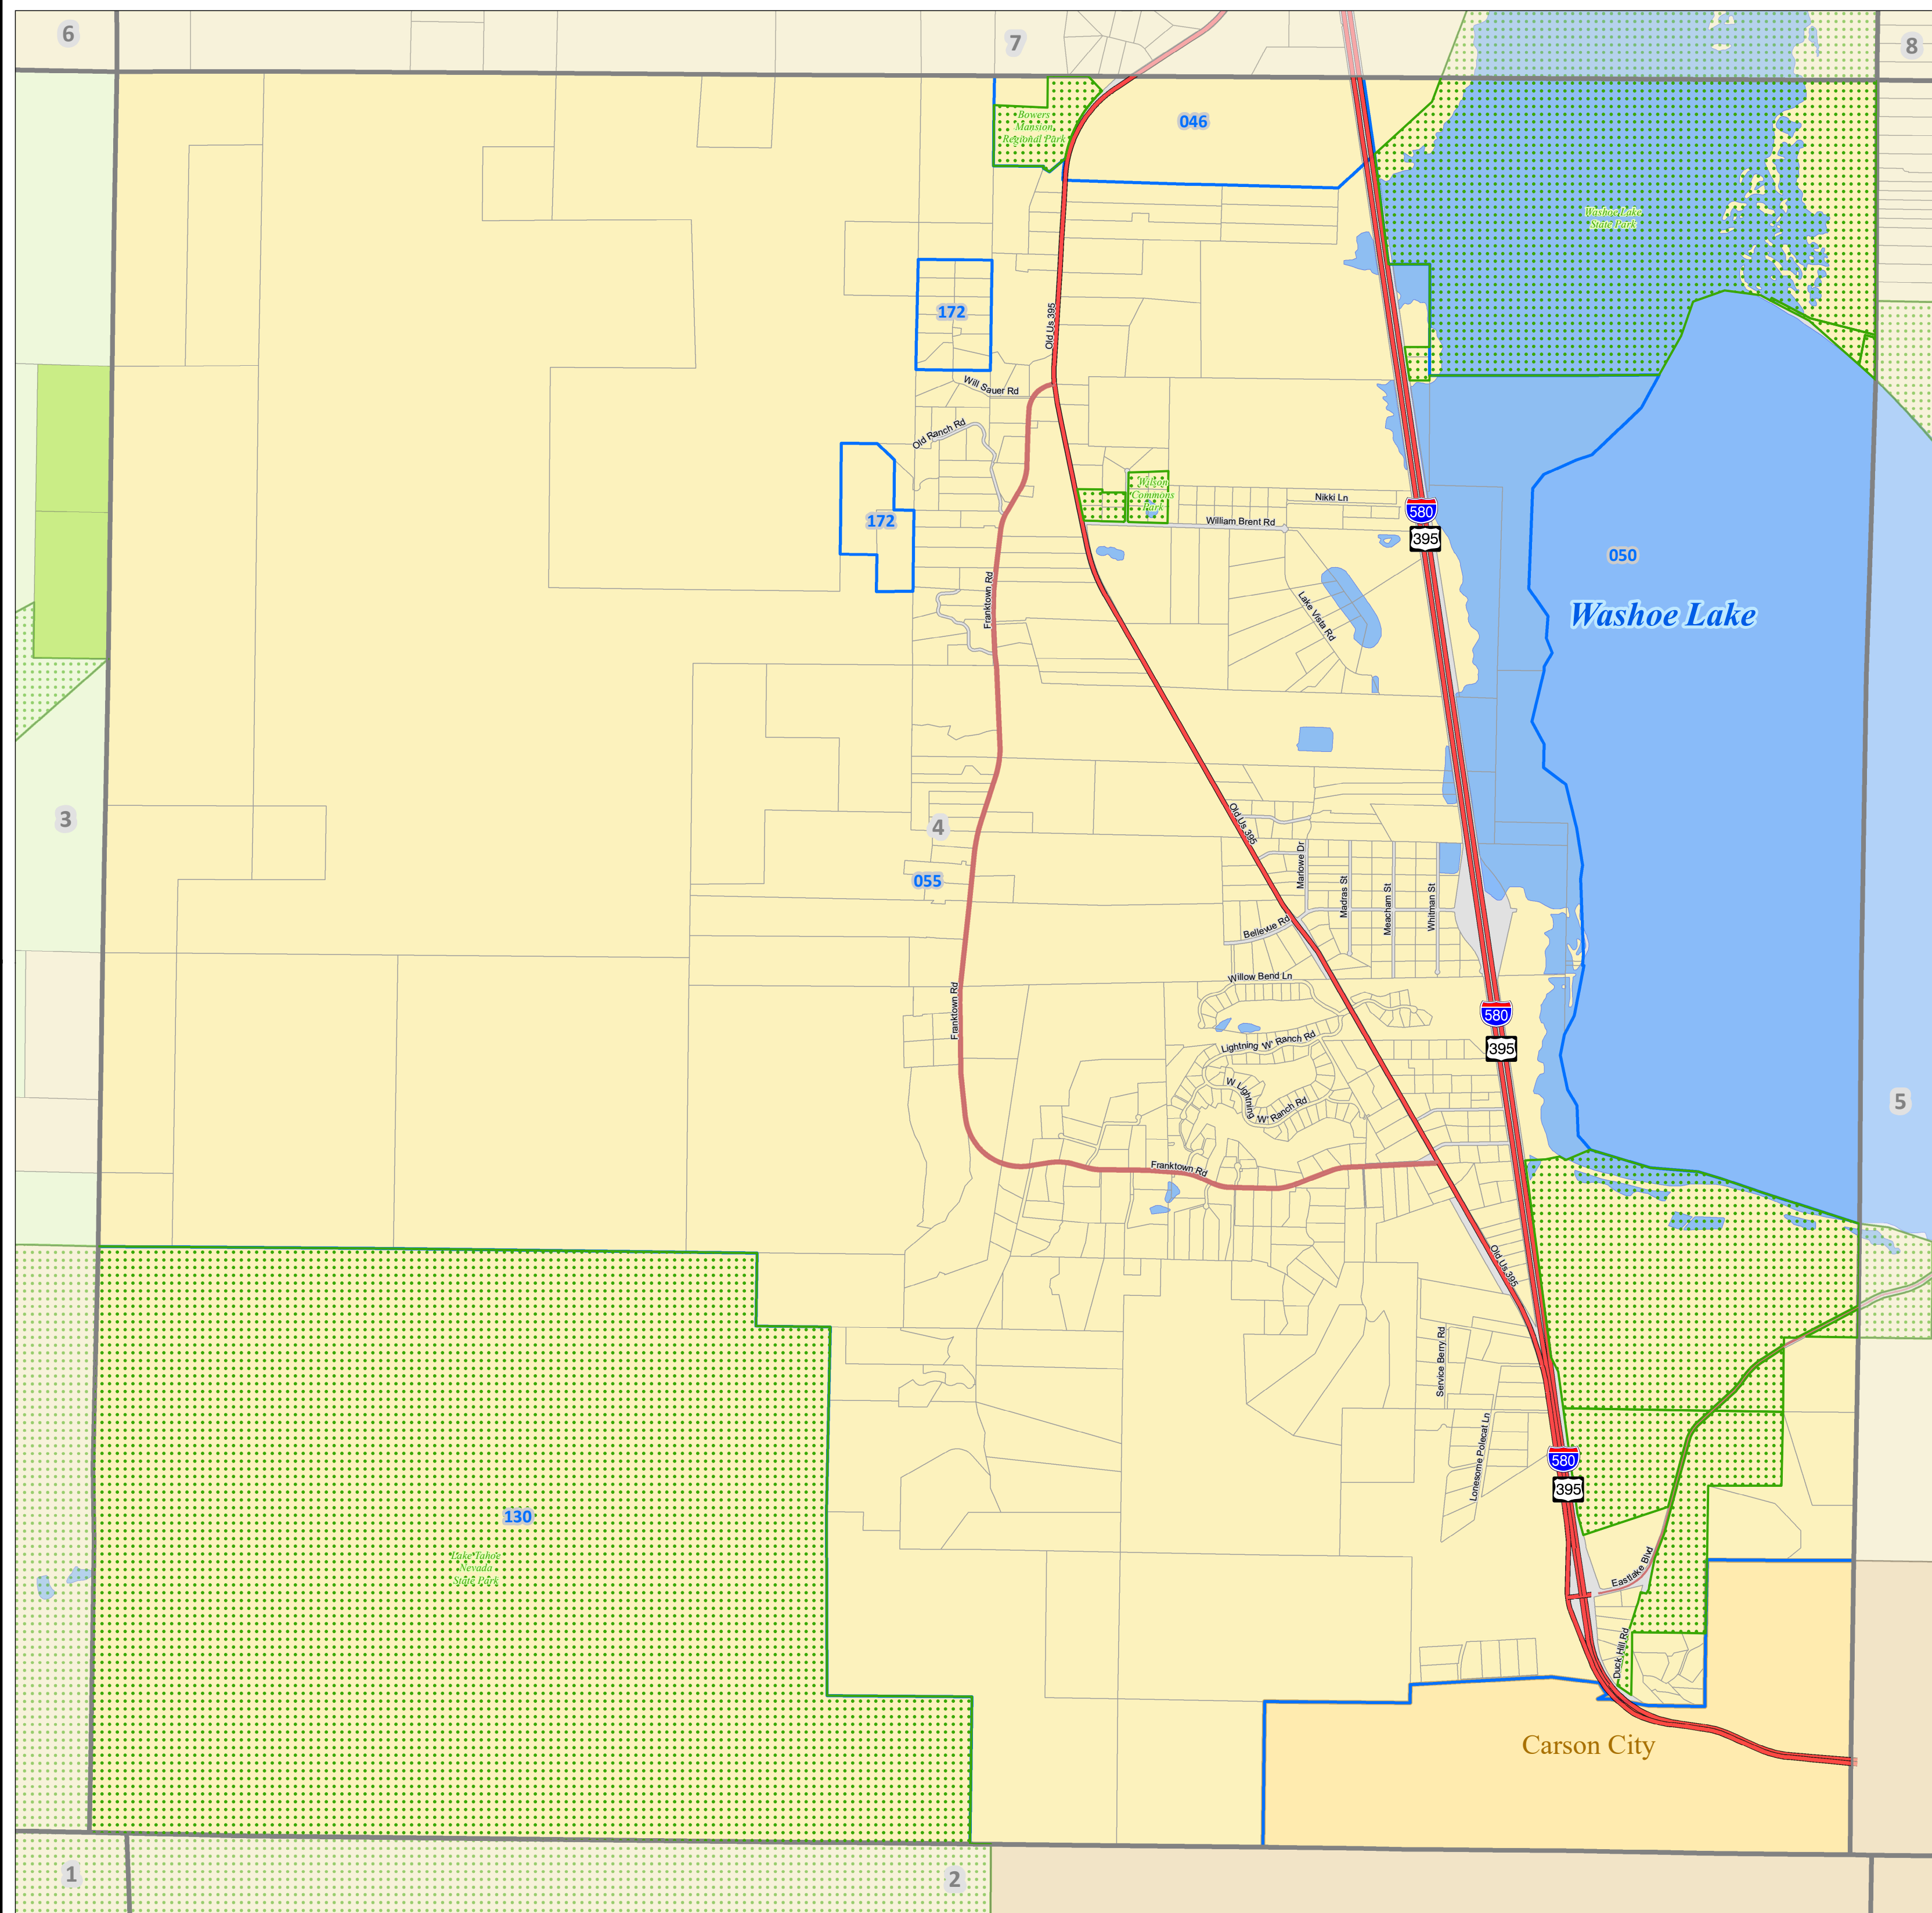 6
7
8
046
Bowers
Mansion
Regional Park
Washoe Lake
State Park
172
Old Us 395
Will Sauer Rd
Old Ranch Rd
Wilson
Commons
Park
Nikki Ln
William Brent Rd
580
395
172
050
Washoe Lake
Franktown Rd
Lake Vista Rd
3
4
055
Old Us 395
Marlowe Dr
Madras St
Meacham St
Whitman St
Bellevue Rd
Willow Bend Ln
Franktown Rd
580
395
Lightning 'W' Ranch Rd
W Lightning
'W' Ranch Rd
5
Franktown Rd
Old Us 395
Service Berry Rd
Lonesome Polecat Ln
580
395
130
Lake Tahoe
Nevada
State Park
Eastlake Blvd
Duck Hill Rd
Carson City
1
2